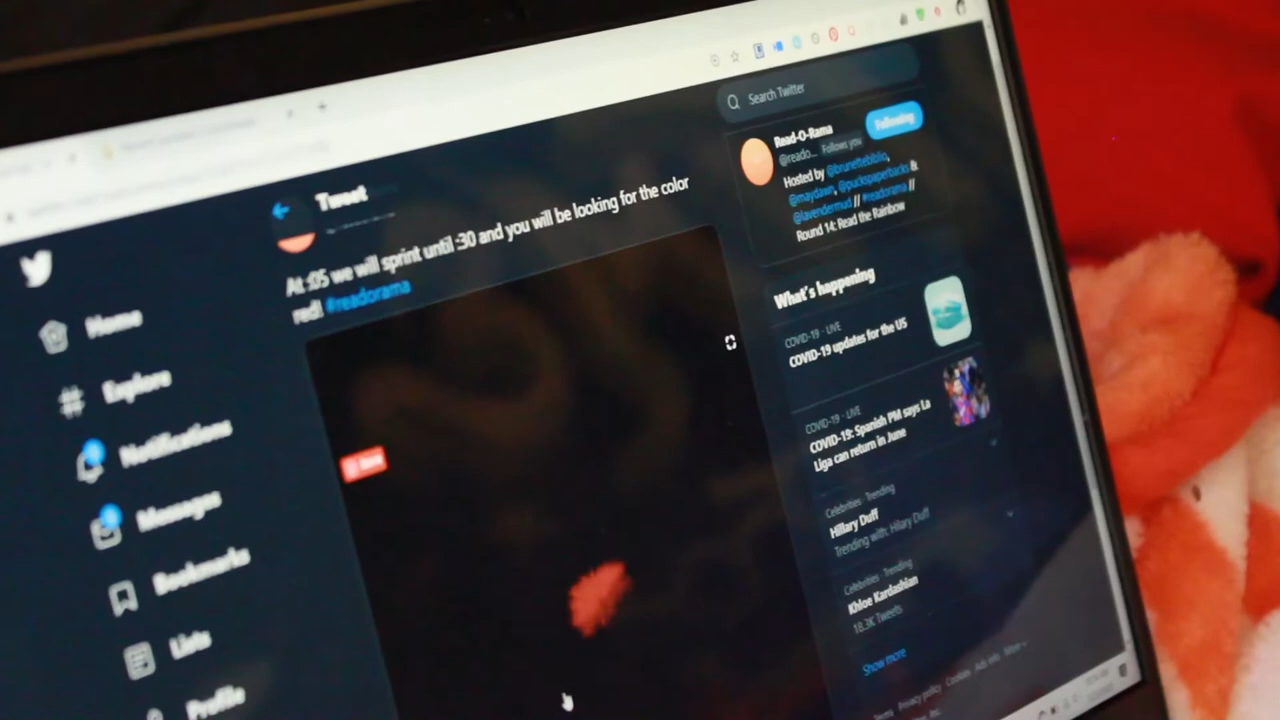 Tweet
At :05 we will sprint until :30 and you will be looking for the color
red! #readorama
Home
Explore
Notifications
Messages
Bookmarks
Lists
Profile
Search Twitter
Read-O-Rama
@reado... Follows you
Following
Hosted by @brunettebiblio,
@maydawn, @puckspaperbacks &
@lavendermud // #readorama //
Round 14: Read the Rainbow
What's happening
COVID-19 · LIVE
COVID-19 updates for the US
COVID-19 · LIVE
COVID-19: Spanish PM says La
Liga can return in June
Celebrities · Trending
Hillary Duff
Trending with: Hilary Duff
Celebrities · Trending
Khloe Kardashian
18.3K Tweets
Show more
Terms Privacy policy Cookies Ads info More